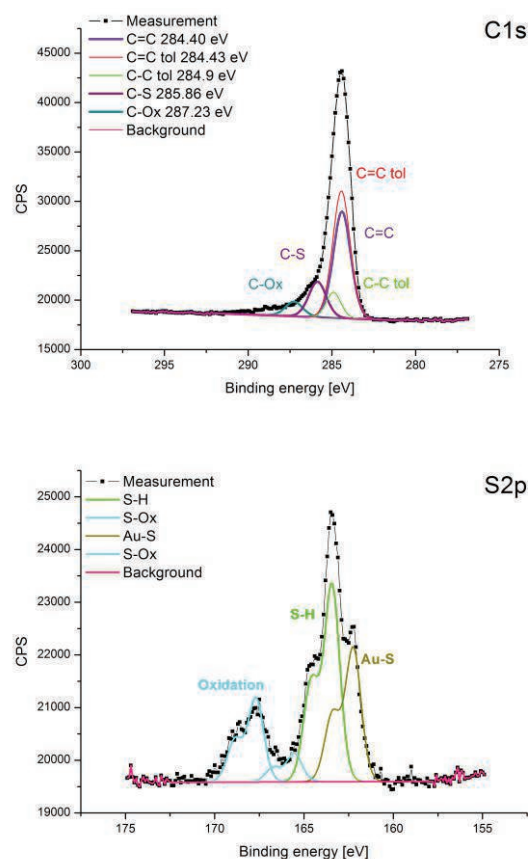 Measurement
C=C 284.40 eV
C=C tol 284.43 eV
C-C tol 284.9 eV
C-S 285.86 eV
C-Ox 287.23 eV
Background
C1s
45000
40000
35000
30000
25000
20000
15000
CPS
C=C tol
C=C
C-S
C-Ox
C-C tol
300
295
290
285
280
275
Binding energy [eV]
Measurement
S-H
S-Ox
Au-S
S-Ox
Background
S2p
25000
24000
23000
22000
21000
20000
19000
CPS
S-H
Au-S
Oxidation
175
170
165
160
155
Binding energy [eV]